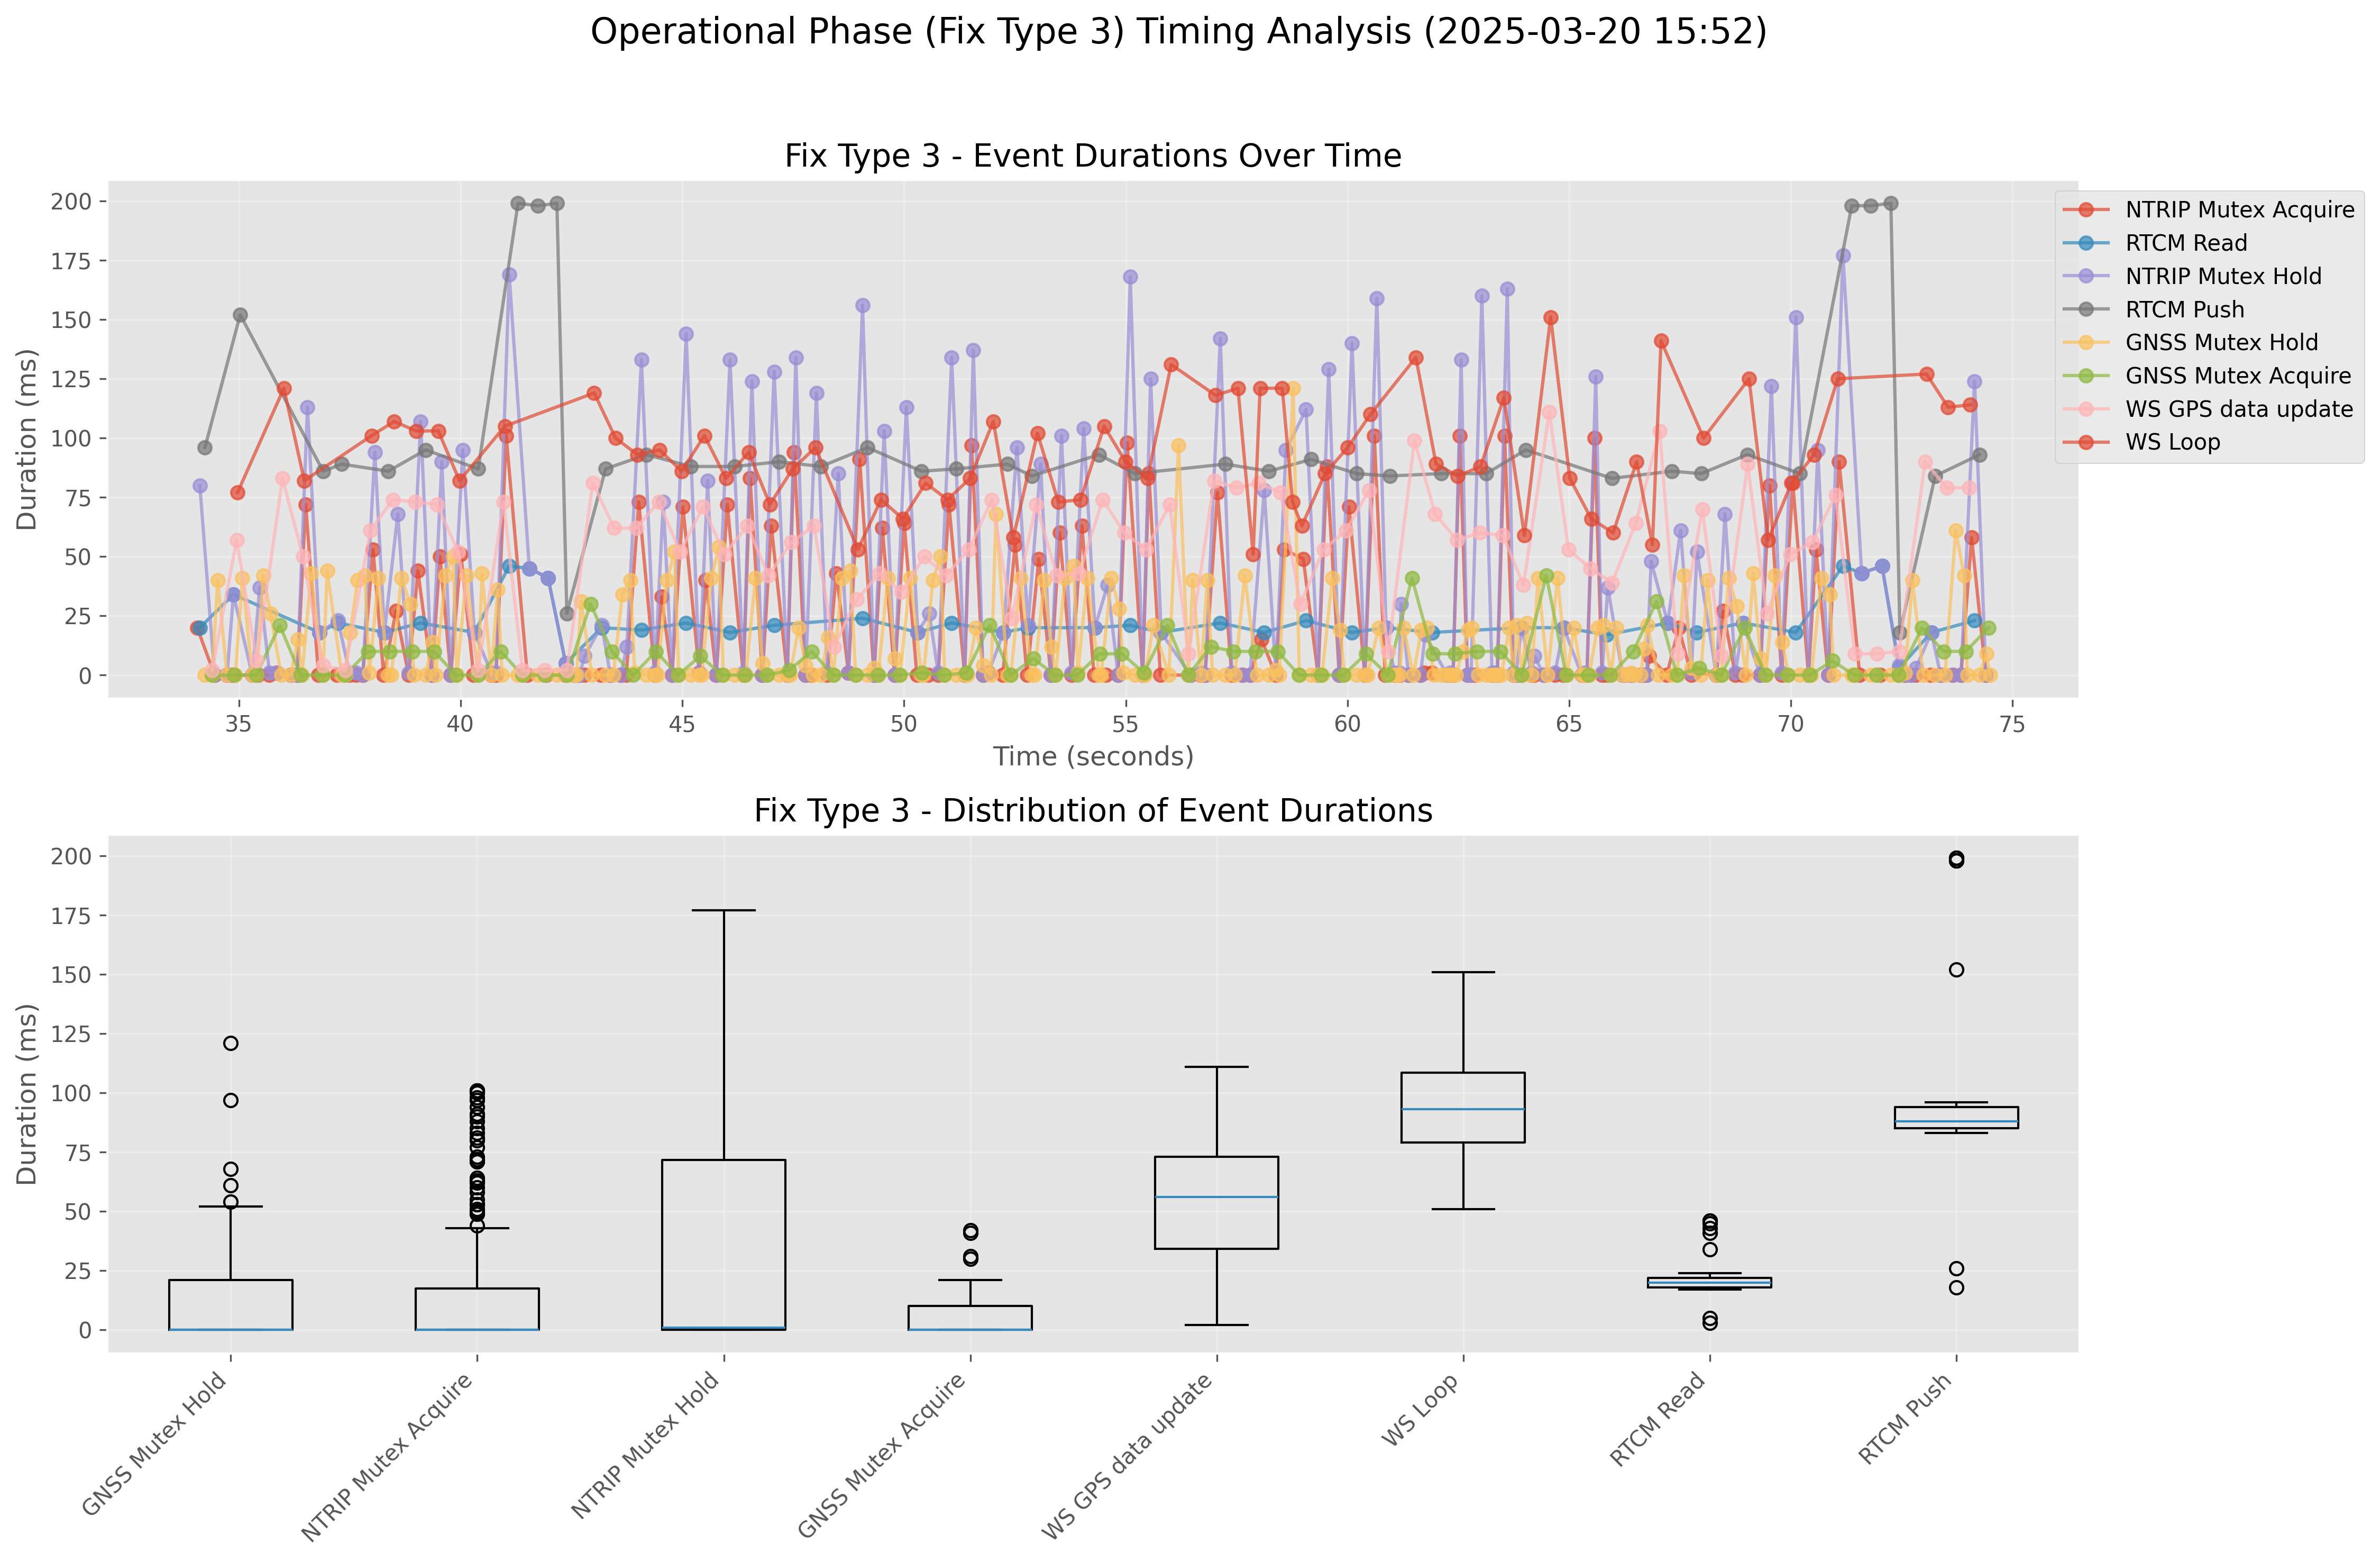 Operational Phase (Fix Type 3) Timing Analysis (2025-03-20 15:52)
Fix Type 3 - Event Durations Over Time
200
175
150
125
100
75
50
25
0
Duration (ms)
35 40 45 50 55 60 65 70 75
Time (seconds)
NTRIP Mutex Acquire
RTCM Read
NTRIP Mutex Hold
RTCM Push
GNSS Mutex Hold
GNSS Mutex Acquire
WS GPS data update
WS Loop
Fix Type 3 - Distribution of Event Durations
200
175
150
125
100
75
50
25
0
Duration (ms)
GNSS Mutex Hold
NTRIP Mutex Acquire
NTRIP Mutex Hold
GNSS Mutex Acquire
WS GPS data update
WS Loop
RTCM Read
RTCM Push